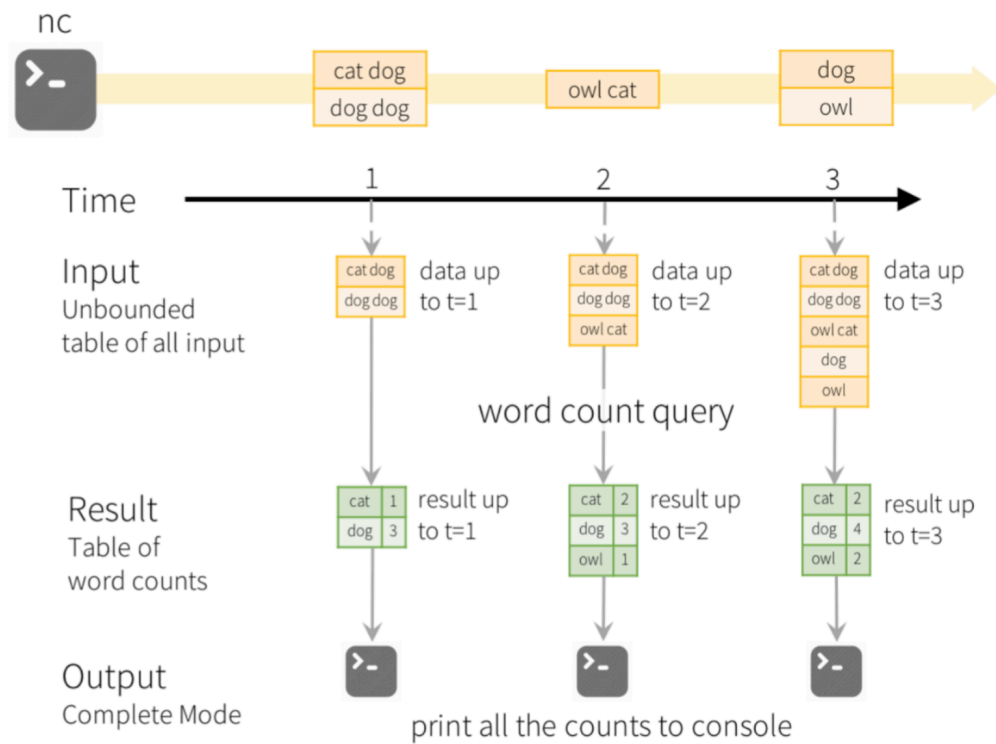 nc
cat dog
dog dog
owl cat
dog
owl
Time
1
2
3
Input
Unbounded
table of all input
cat dog
dog dog
data up
to t=1
cat dog
dog dog
owl cat
data up
to t=2
cat dog
dog dog
owl cat
dog
owl
data up
to t=3
word count query
Result
Table of
word counts
cat 1
dog 3
result up
to t=1
cat 2
dog 3
owl 1
result up
to t=2
cat 2
dog 4
owl 2
result up
to t=3
Output
Complete Mode
print all the counts to console